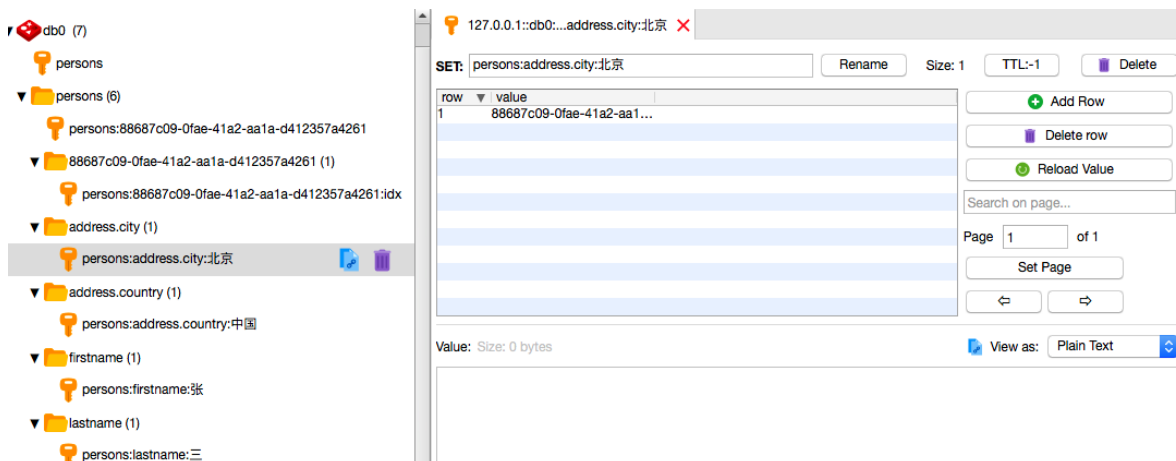 db0 (7)
persons
persons (6)
persons:88687c09-0fae-41a2-aa1a-d412357a4261
88687c09-0fae-41a2-aa1a-d412357a4261 (1)
persons:88687c09-0fae-41a2-aa1a-d412357a4261:idx
address.city (1)
persons:address.city:北京
address.country (1)
persons:address.country:中国
firstname (1)
persons:firstname:张
lastname (1)
persons:lastname:三
127.0.0.1::db0:...address.city:北京
SET: persons:address.city:北京 Rename Size: 1 TTL:-1 Delete
row value
1 88687c09-0fae-41a2-aa1...
Add Row
Delete row
Reload Value
Search on page...
Page 1 of 1
Set Page
Value: Size: 0 bytes View as: Plain Text